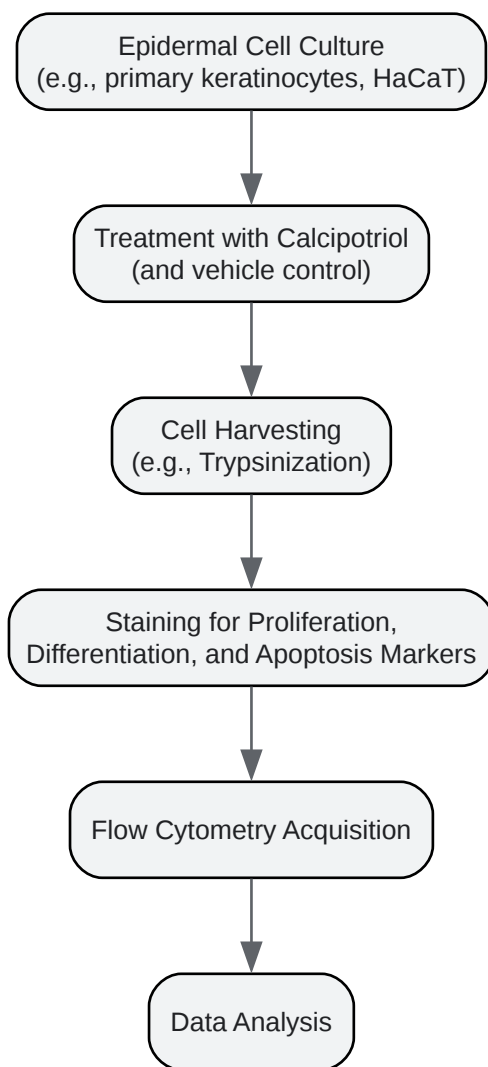 Epidermal Cell Culture
(e.g., primary keratinocytes, HaCaT)
Treatment with Calcipotriol
(and vehicle control)
Cell Harvesting
(e.g., Trypsinization)
Staining for Proliferation,
Differentiation, and Apoptosis Markers
Flow Cytometry Acquisition
Data Analysis